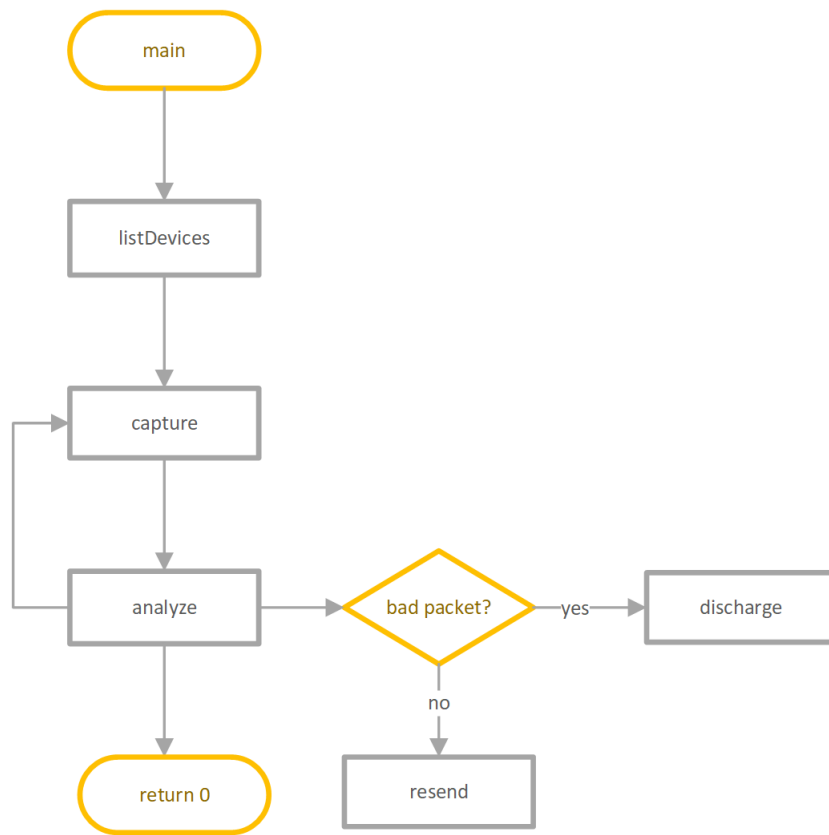 main
listDevices
capture
analyze
bad packet?
yes
discharge
no
return 0
resend